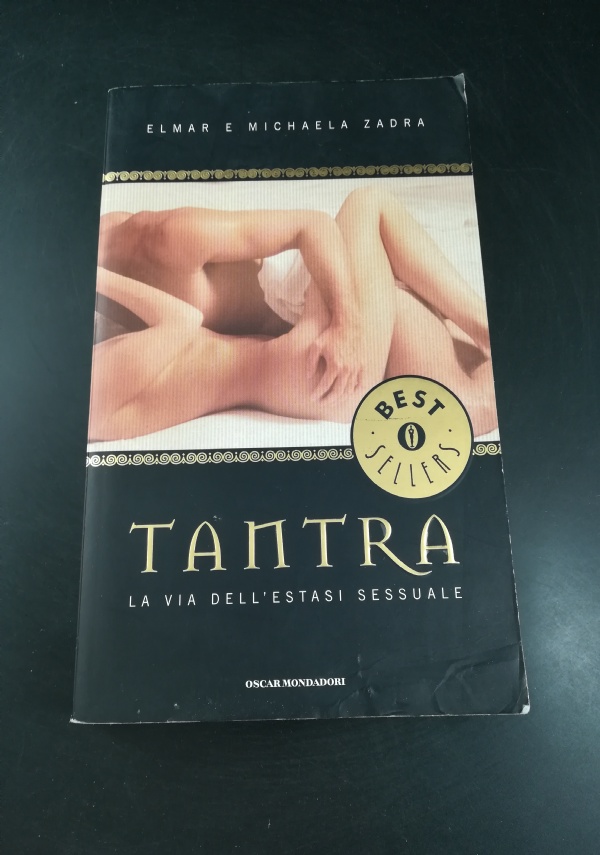 ELMAR E MICHAELA ZADRA
BEST
SELLERS
TANTRA
LA VIA DELL'ESTASI SESSUALE
OSCAR MONDADORI